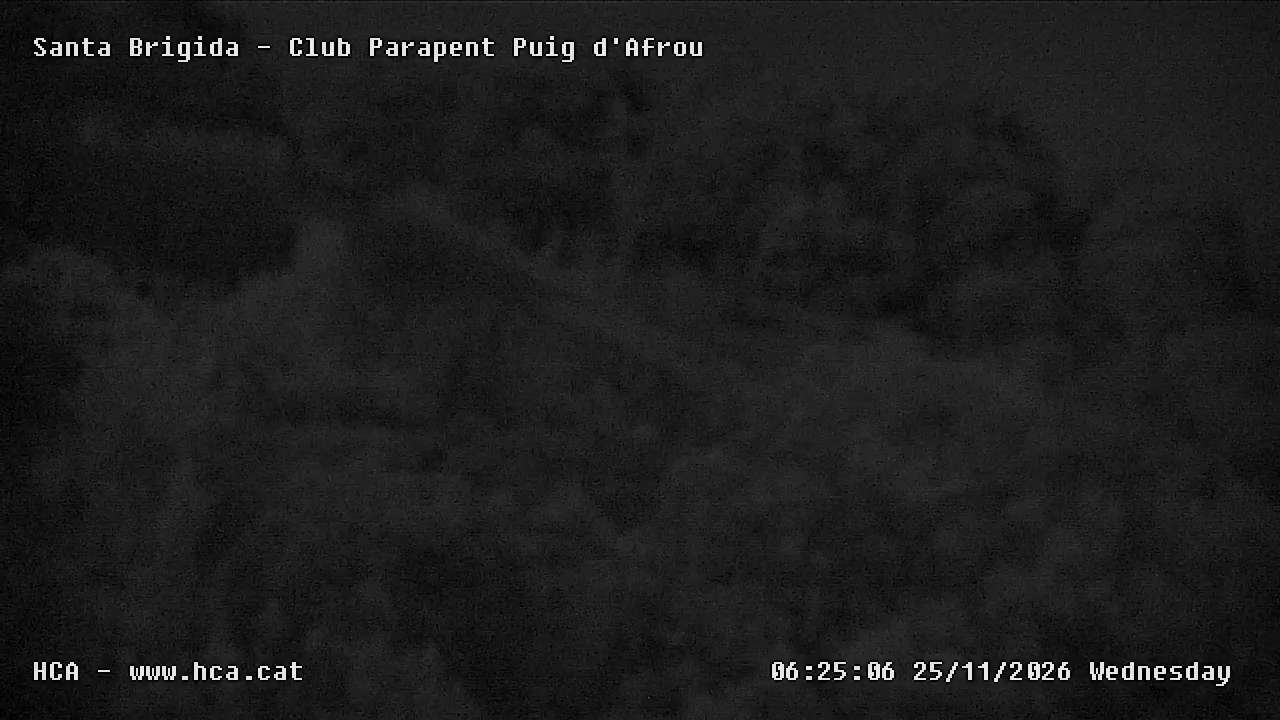 Santa Brigida - Club Parapent Puig d'Afrou
HCA - www.hca.cat
06:25:06 25/11/2026 Wednesday